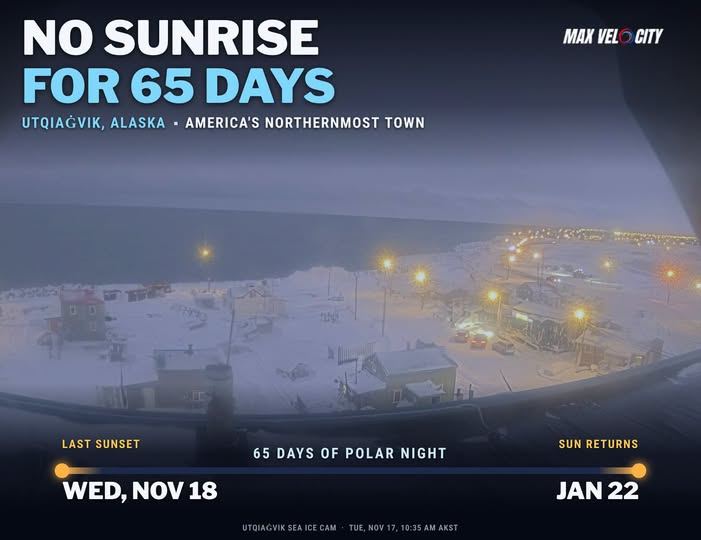 NO SUNRISE
MAX VELOCITY
FOR 65 DAYS
UTQIAĠVIK, ALASKA • AMERICA'S NORTHERNMOST TOWN
LAST SUNSET
65 DAYS OF POLAR NIGHT
SUN RETURNS
WED, NOV 18
JAN 22
UTQIAĠVIK SEA ICE CAM · TUE, NOV 17, 10:35 AM AKST